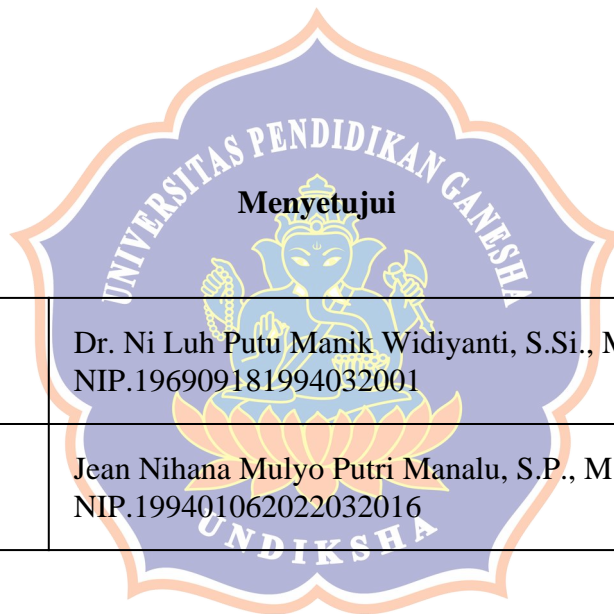 UNIVERSITAS PENDIDIKAN GANESHA
Menyetujui
Dr. Ni Luh Putu Manik Widiyanti, S.Si., M
NIP.196909181994032001
Jean Nihana Mulyo Putri Manalu, S.P., M
NIP.199401062022032016
UNDIKSHA